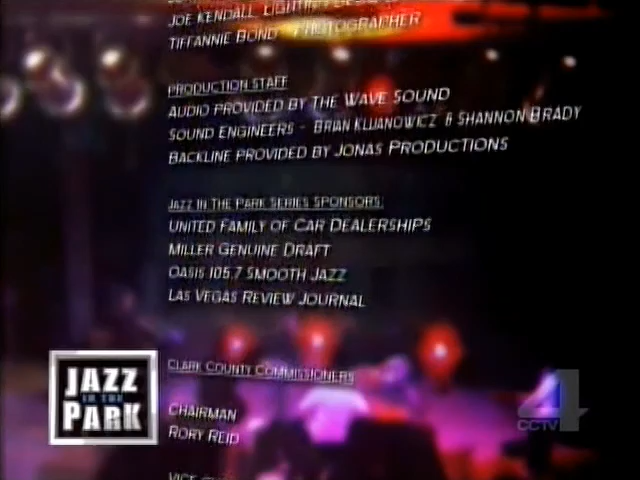 JOE KENDALL LIGHTING
TIFFANNIE BOND PHOTOGRAPHER
PRODUCTION STAFF
AUDIO PROVIDED BY THE WAVE SOUND
SOUND ENGINEERS - BRIAN KLIJANOWICZ & SHANNON BRADY
BACKLINE PROVIDED BY JONAS PRODUCTIONS
JAZZ IN THE PARK SERIES SPONSORS:
UNITED FAMILY OF CAR DEALERSHIPS
MILLER GENUINE DRAFT
OASIS 105.7 SMOOTH JAZZ
LAS VEGAS REVIEW JOURNAL
CLARK COUNTY COMMISSIONERS
CHAIRMAN
RORY REID
VICE
JAZZ
IN THE
PARK
4
CCTV